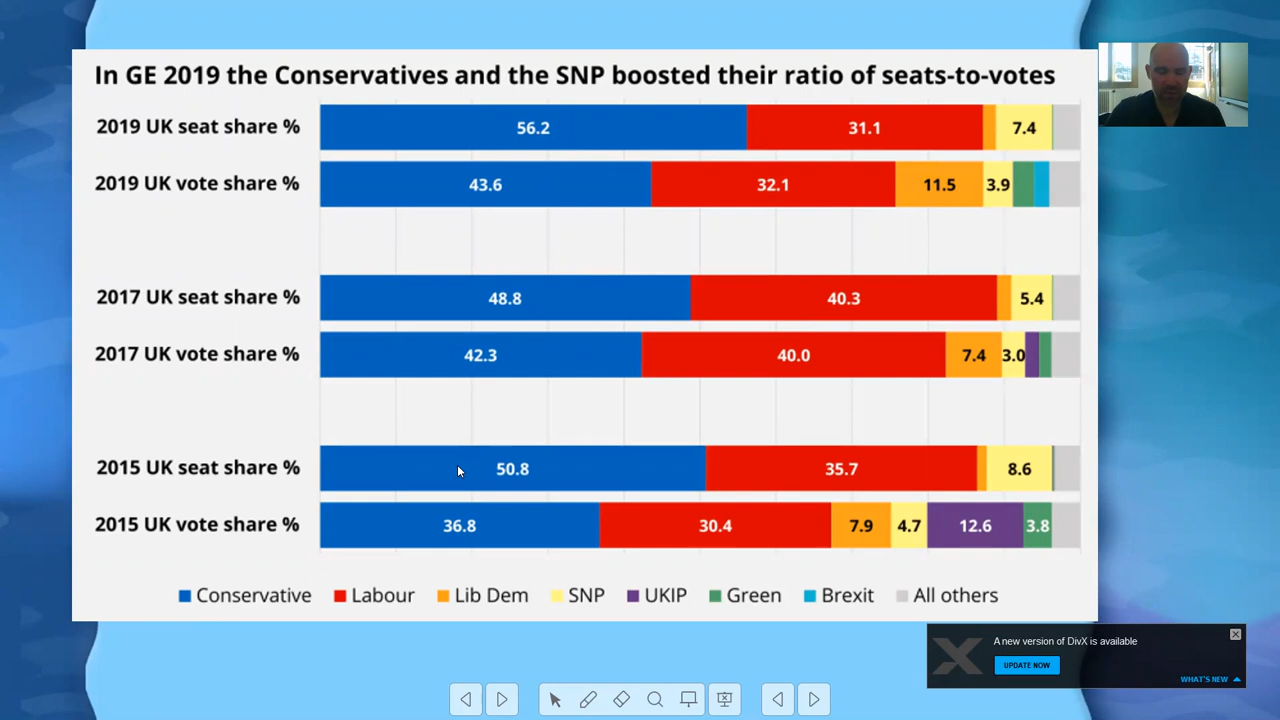 In GE 2019 the Conservatives and the SNP boosted their ratio of seats-to-votes
2019 UK seat share % 56.2 31.1 7.4
2019 UK vote share % 43.6 32.1 11.5 3.9
2017 UK seat share % 48.8 40.3 5.4
2017 UK vote share % 42.3 40.0 7.4 3.0
2015 UK seat share % 50.8 35.7 8.6
2015 UK vote share % 36.8 30.4 7.9 4.7 12.6 3.8
Conservative Labour Lib Dem SNP UKIP Green Brexit All others
A new version of DivX is available
UPDATE NOW
WHAT'S NEW